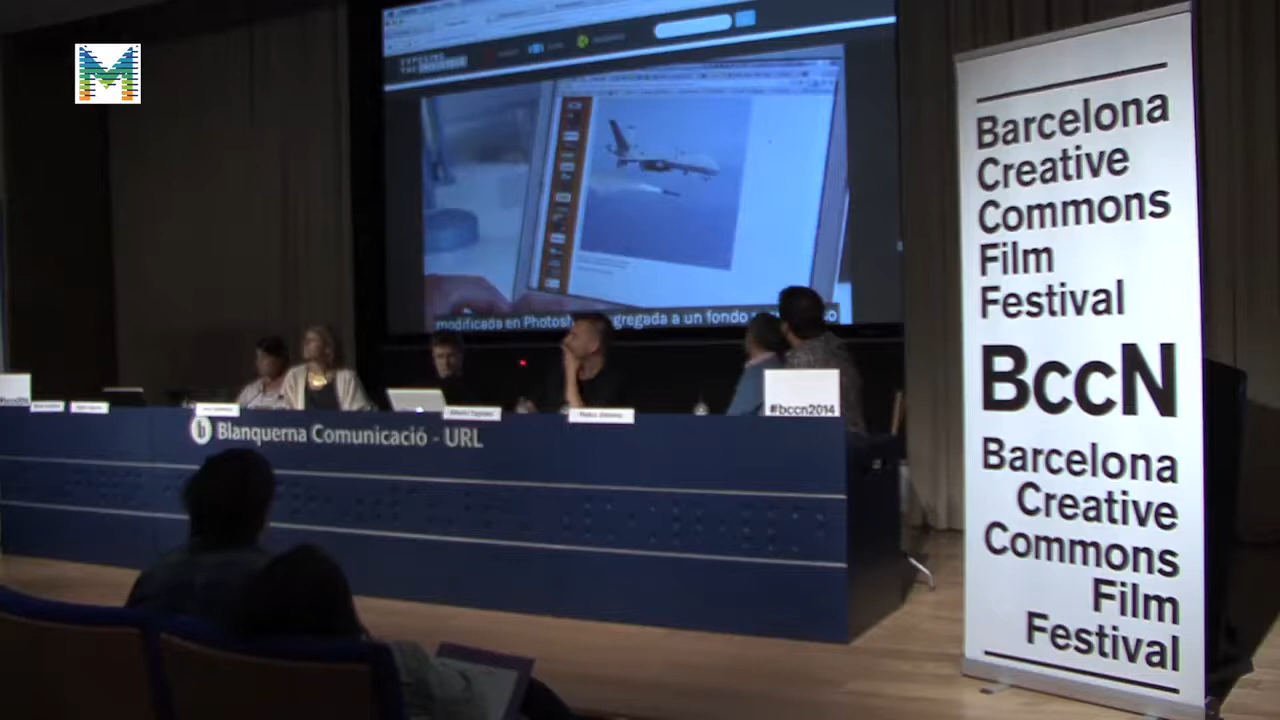 M
modificada en Photosh
gregada a un fondo
#bccn2014
b Blanquerna Comunicació - URL
Barcelona
Creative
Commons
Film
Festival
BccN
Barcelona
Creative
Commons
Film
Festival